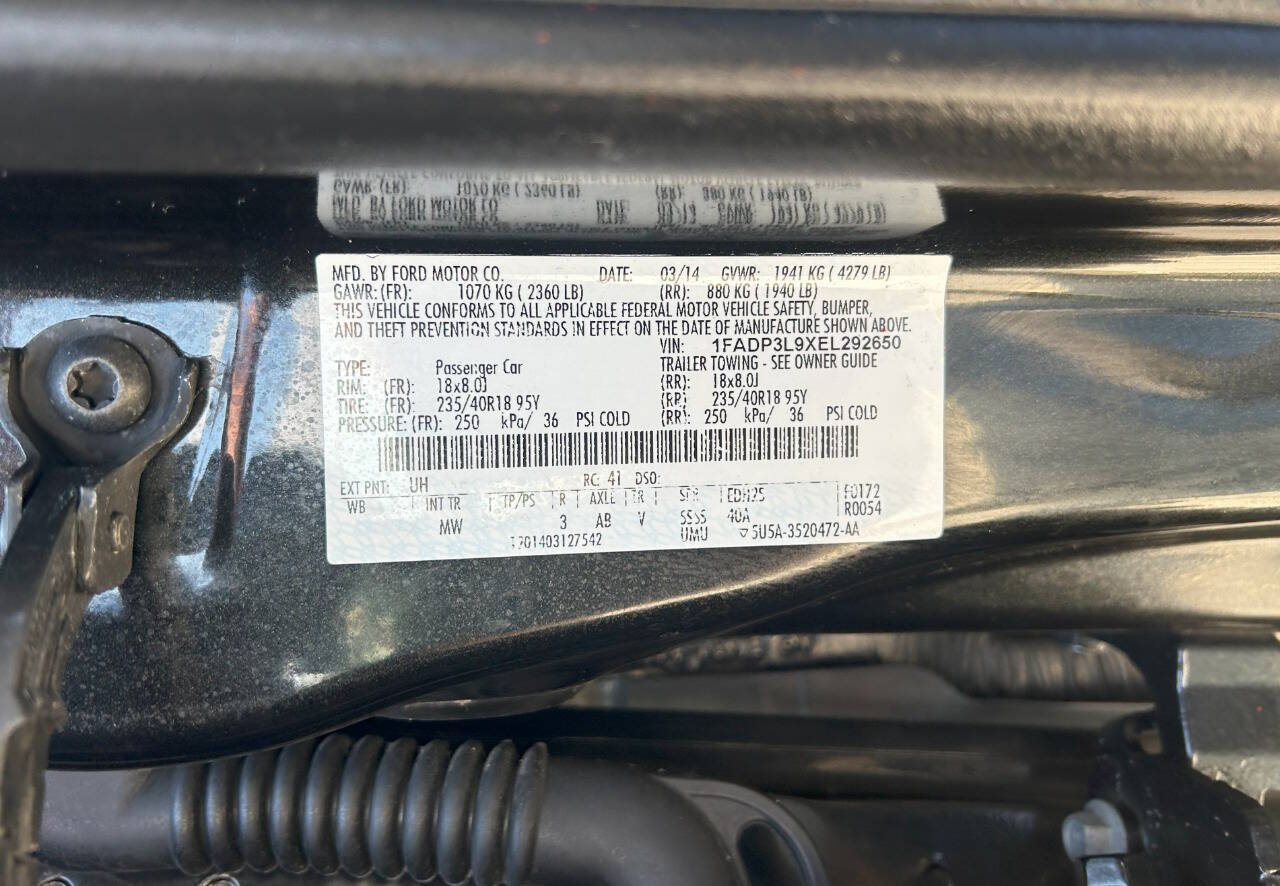 MFD. BY FORD MOTOR CO. DATE: 03/14 GVWR: 1941 KG ( 4279 LB)
GAWR: (FR): 1070 KG ( 2360 LB) (RR): 880 KG ( 1940 LB)
THIS VEHICLE CONFORMS TO ALL APPLICABLE FEDERAL MOTOR VEHICLE SAFETY, BUMPER,
AND THEFT PREVENTION STANDARDS IN EFFECT ON THE DATE OF MANUFACTURE SHOWN ABOVE.
VIN: 1FADP3L9XEL292650
TYPE: Passenger Car TRAILER TOWING - SEE OWNER GUIDE
RIM: (FR): 18x8.0J (RR): 18x8.0J
TIRE: (FR): 235/40R18 95Y (RR): 235/40R18 95Y
PRESSURE: (FR): 250 kPa/ 36 PSI COLD (RR): 250 kPa/ 36 PSI COLD
EXT PNT: UH RC: 41 DSO:
WB INT TR TP/PS R AXLE TR SPR F0172
MW 3 AB V SSSS 40A R0054
UMU ▽5U5A-3520472-AA